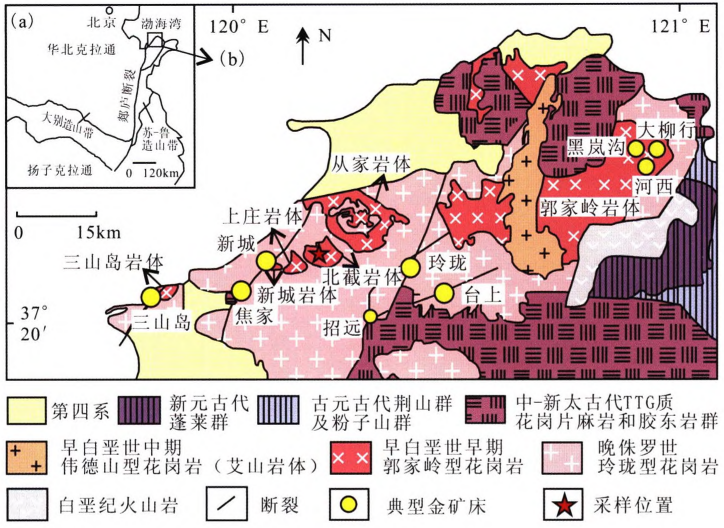 (a)
北京
渤海湾
华北克拉通
(b)
郯庐断裂
大别造山带
苏-鲁
造山带
扬子克拉通
0 120km
120° E
N
121° E
0 15km
37°
20′
从家岩体
上庄岩体
新城
三山岛岩体
三山岛
新城岩体
焦家
北截岩体
玲珑
台上
招远
郭家岭岩体
黑岚沟
大柳行
河西
第四系
新元古代
蓬莱群
古元古代荆山群
及粉子山群
中-新太古代TTG质
花岗片麻岩和胶东岩群
早白垩世中期
伟德山型花岗岩（艾山岩体）
早白垩世早期
郭家岭型花岗岩
晚侏罗世
玲珑型花岗岩
白垩纪火山岩
断裂
典型金矿床
采样位置